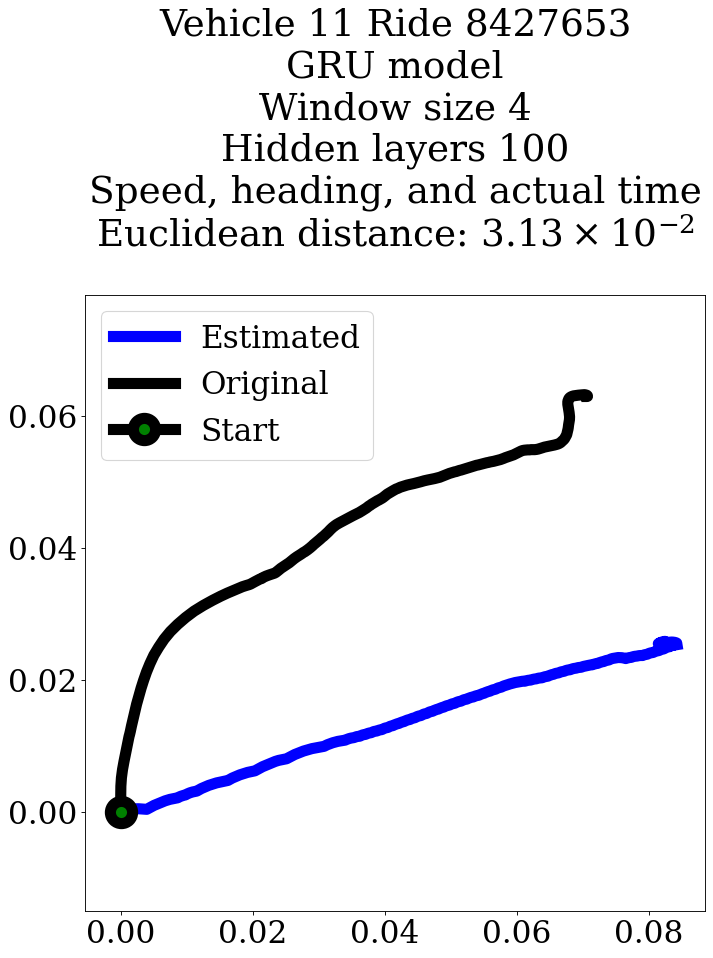 Vehicle 11 Ride 8427653
GRU model
Window size 4
Hidden layers 100
Speed, heading, and actual time
Euclidean distance: 3.13 × 10⁻²
Estimated
Original
Start
0.06
0.04
0.02
0.00
0.00 0.02 0.04 0.06 0.08